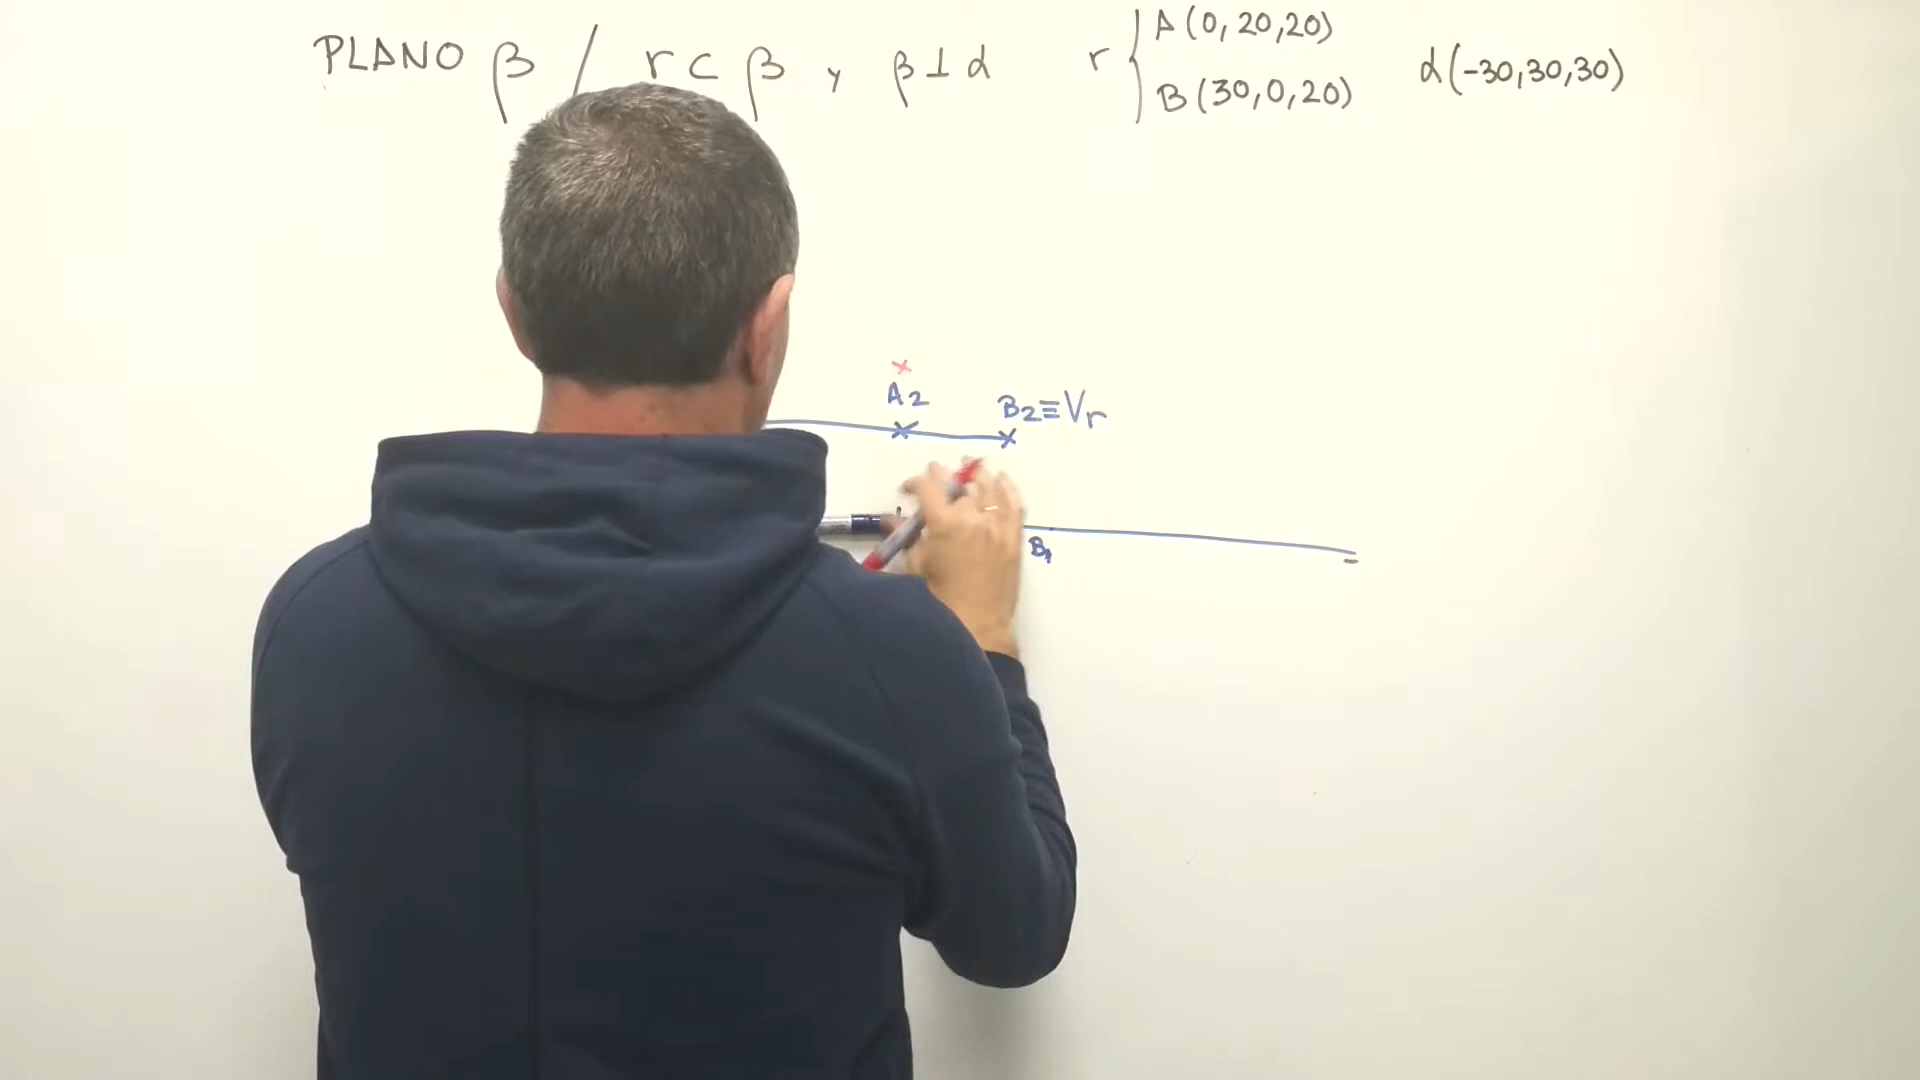 PLANO β / r⊂β y β⊥α
r { A(0,20,20)
B(30,0,20)
α(-30,30,30)
A2
B2≡Vr
B1